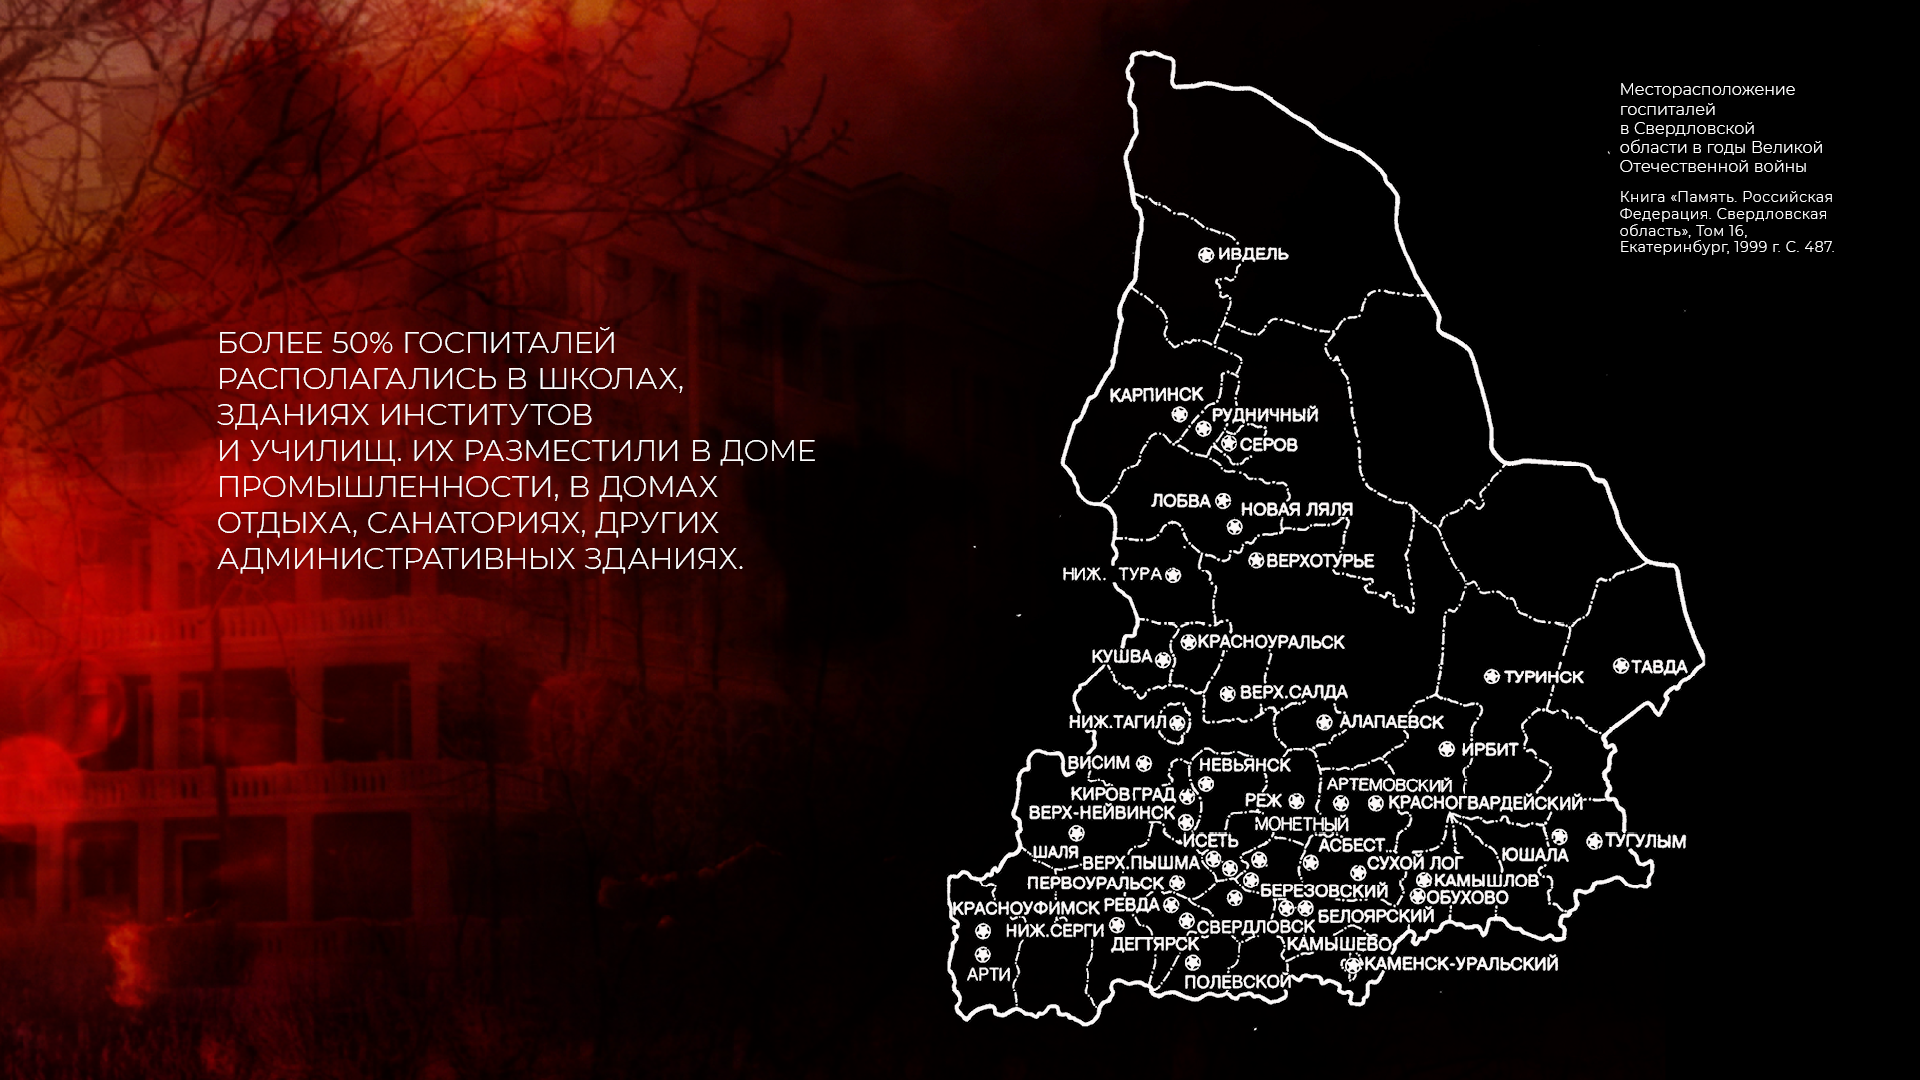 БОЛЕЕ 50% ГОСПИТАЛЕЙ
РАСПОЛАГАЛИСЬ В ШКОЛАХ,
ЗДАНИЯХ ИНСТИТУТОВ
И УЧИЛИЩ. ИХ РАЗМЕСТИЛИ В ДОМЕ
ПРОМЫШЛЕННОСТИ, В ДОМАХ
ОТДЫХА, САНАТОРИЯХ, ДРУГИХ
АДМИНИСТРАТИВНЫХ ЗДАНИЯХ.
Месторасположение
госпиталей
в Свердловской
области в годы Великой
Отечественной войны
Книга «Память. Российская
Федерация. Свердловская
область», Том 16,
Екатеринбург, 1999 г. С. 487.
ИВДЕЛЬ
КАРПИНСК
РУДНИЧНЫЙ
СЕРОВ
ЛОБВА
НОВАЯ ЛЯЛЯ
ВЕРХОТУРЬЕ
НИЖ. ТУРА
КРАСНОУРАЛЬСК
КУШВА
ТАВДА
ТУРИНСК
ВЕРХ.САЛДА
НИЖ.ТАГИЛ
АЛАПАЕВСК
ИРБИТ
ВИСИМ
НЕВЬЯНСК
АРТЕМОВСКИЙ
КИРОВГРАД
РЕЖ
КРАСНОГВАРДЕЙСКИЙ
ВЕРХ-НЕЙВИНСК
МОНЕТНЫЙ
ИСЕТЬ
АСБЕСТ
ТУГУЛЫМ
ШАЛЯ
ЮШАЛА
ВЕРХ.ПЫШМА
СУХОЙ ЛОГ
ПЕРВОУРАЛЬСК
КАМЫШЛОВ
БЕРЕЗОВСКИЙ
ОБУХОВО
КРАСНОУФИМСК
РЕВДА
БЕЛОЯРСКИЙ
НИЖ.СЕРГИ
СВЕРДЛОВСК
ДЕГТЯРСК
КАМЫШЕВО
КАМЕНСК-УРАЛЬСКИЙ
АРТИ
ПОЛЕВСКОЙ